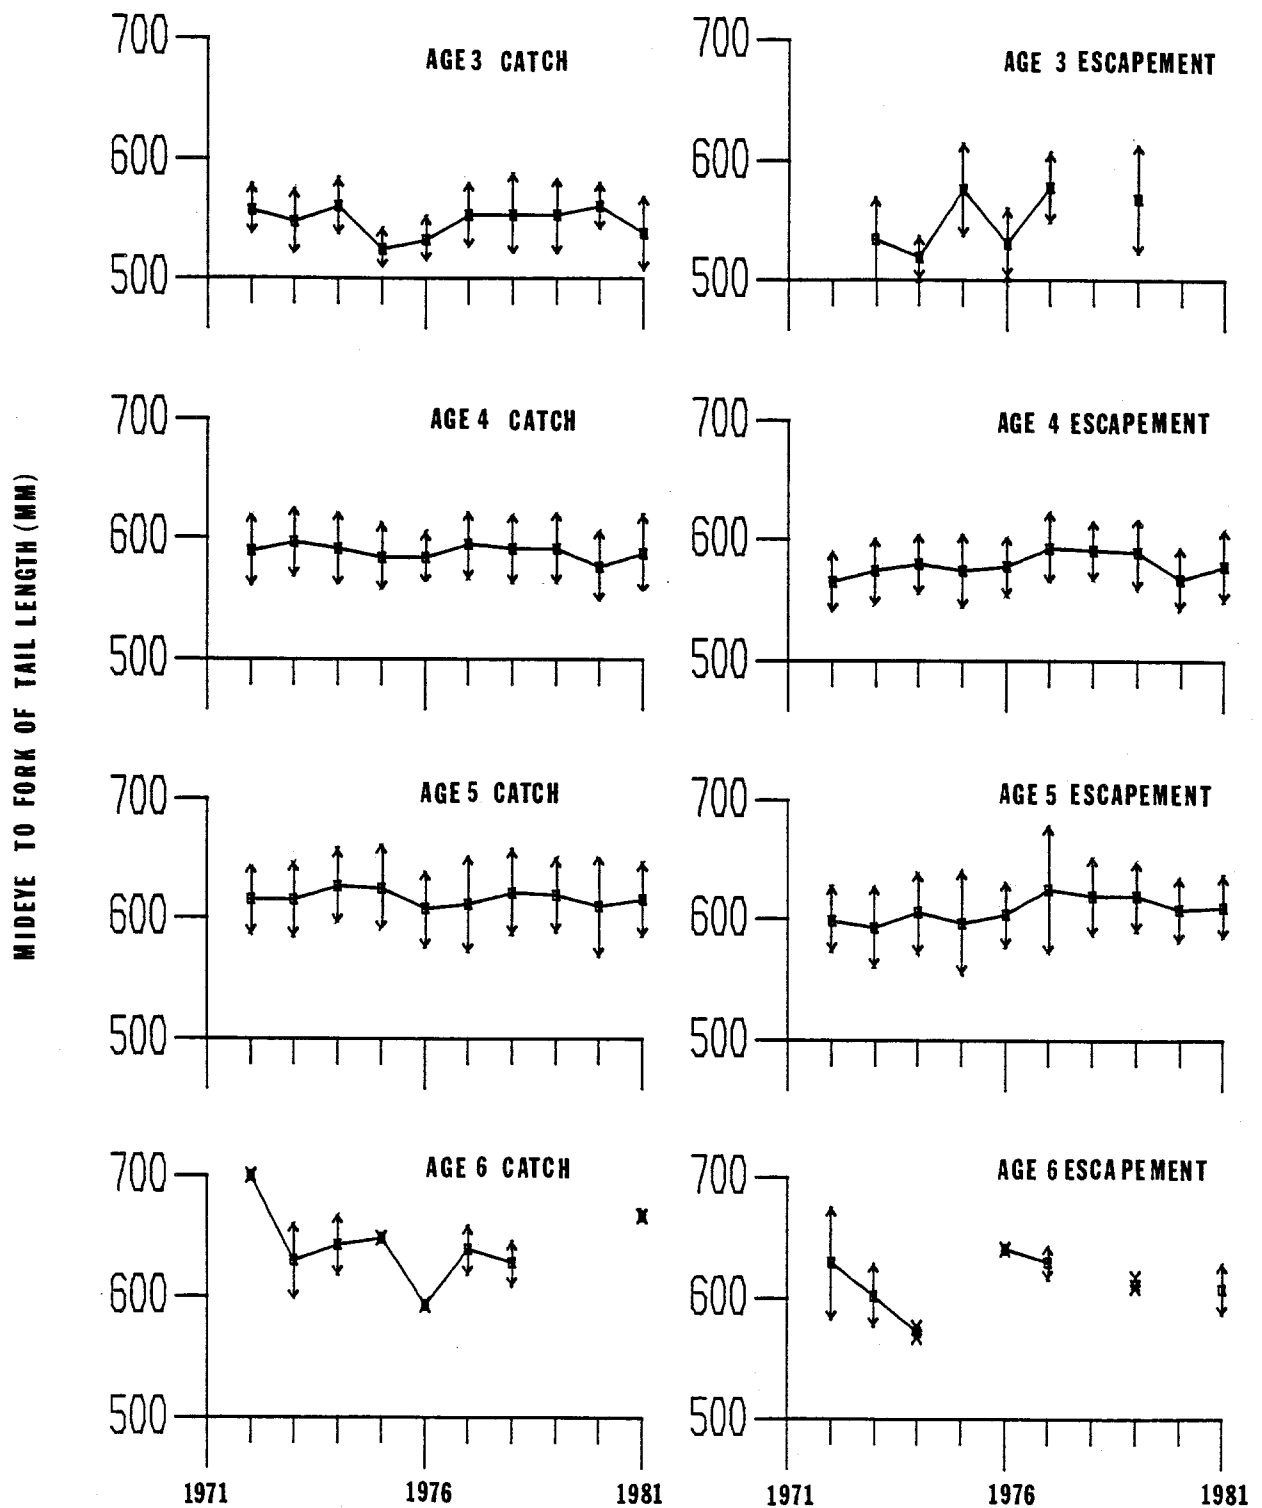 MIDEYE TO FORK OF TAIL LENGTH (MM)
AGE 3 CATCH
700
600
500
AGE 3 ESCAPEMENT
700
600
500
AGE 4 CATCH
700
600
500
AGE 4 ESCAPEMENT
700
600
500
AGE 5 CATCH
700
600
500
AGE 5 ESCAPEMENT
700
600
500
AGE 6 CATCH
700
600
500
1971 1976 1981
AGE 6 ESCAPEMENT
700
600
500
1971 1976 1981